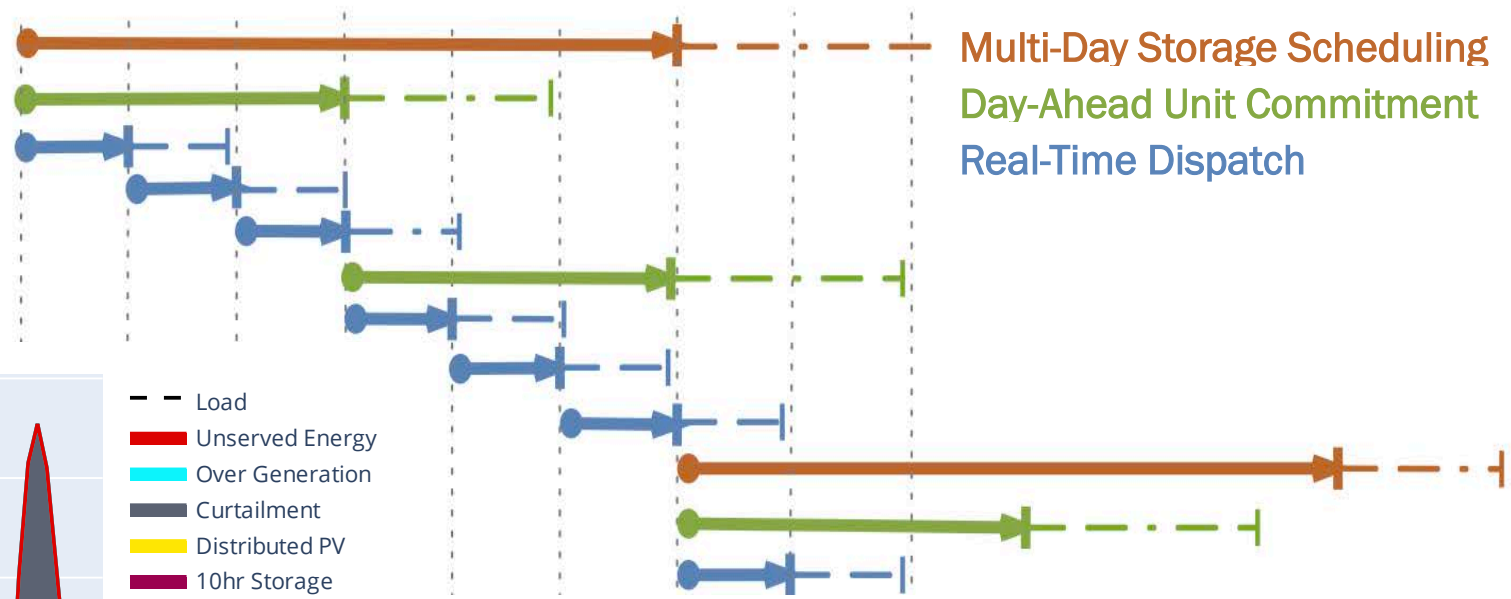 Multi-Day Storage Scheduling
Day-Ahead Unit Commitment
Real-Time Dispatch
Load
Unserved Energy
Over Generation
Curtailment
Distributed PV
10hr Storage